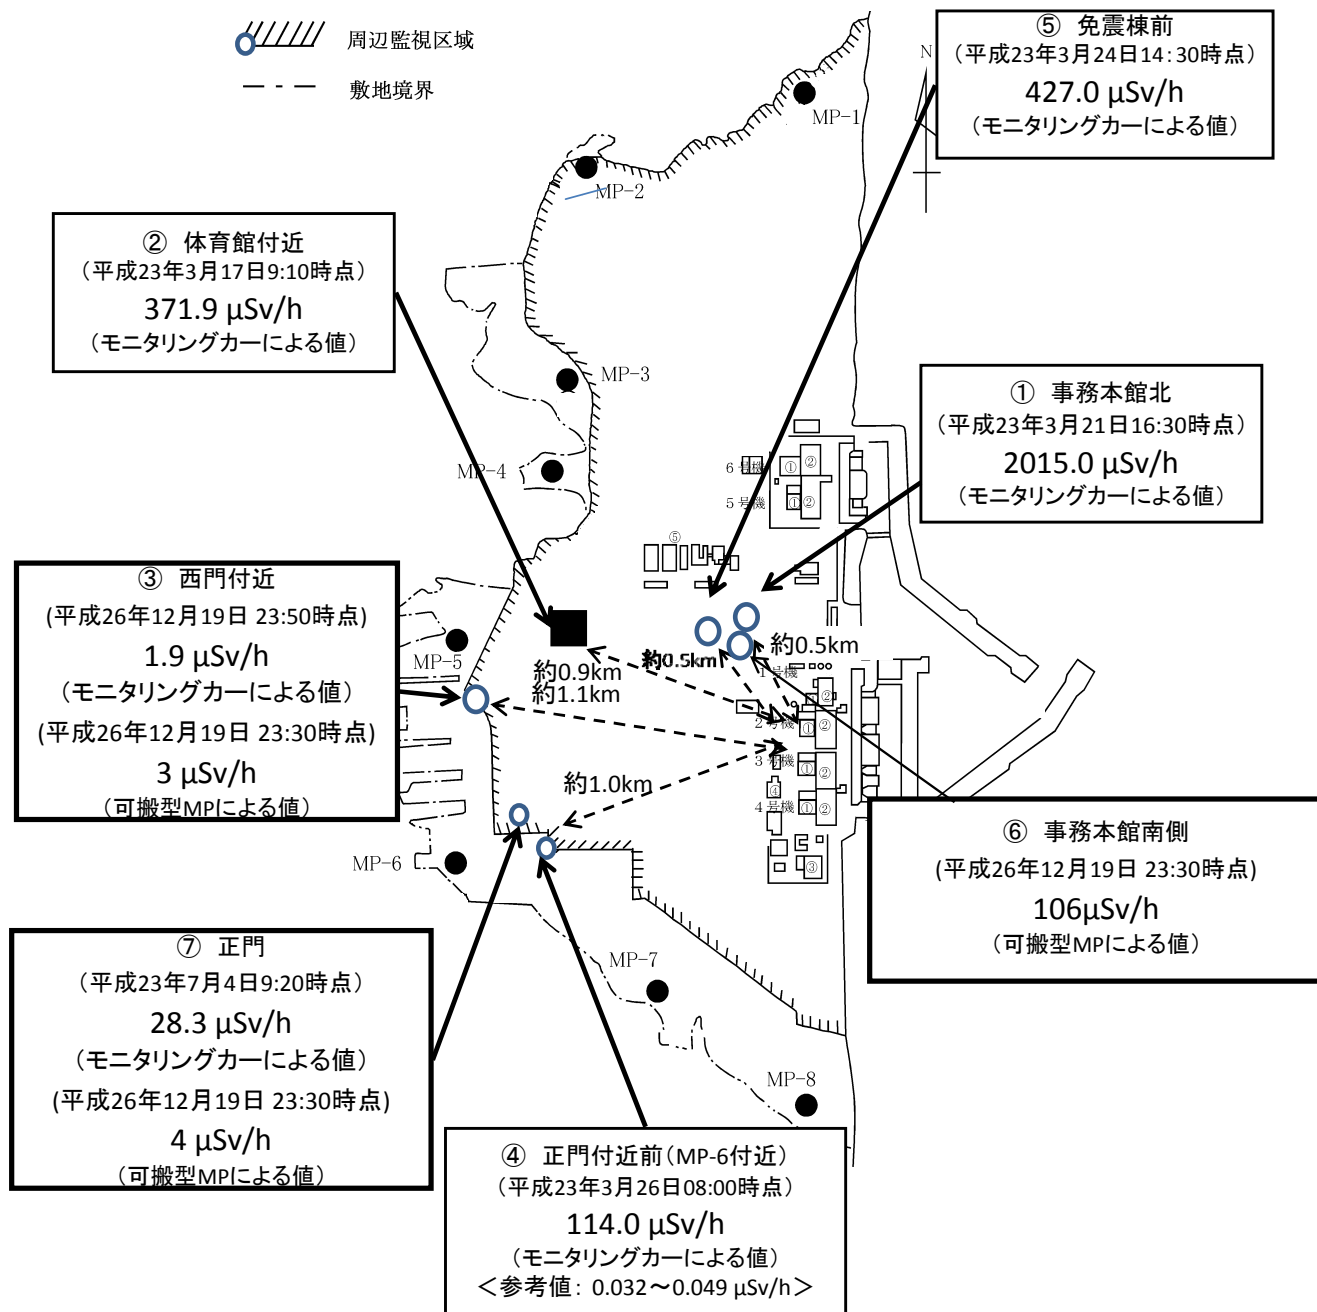 周辺監視区域
敷地境界
⑤ 免震棟前
（平成23年3月24日14:30時点）
427.0 μSv/h
（モニタリングカーによる値）
N
MP-1
MP-2
② 体育館付近
（平成23年3月17日9:10時点）
371.9 μSv/h
（モニタリングカーによる値）
MP-3
MP-4
① 事務本館北
（平成23年3月21日16:30時点）
2015.0 μSv/h
（モニタリングカーによる値）
6号機
① ②
5号機
① ②
⑤
③ 西門付近
(平成26年12月19日 23:50時点)
1.9 μSv/h
（モニタリングカーによる値）
(平成26年12月19日 23:30時点)
3 μSv/h
（可搬型MPによる値）
MP-5
約0.9km
約1.1km
約0.5km
約0.5km
1号機
②
2号機
① ②
3号機
① ②
④
4号機
① ②
③
約1.0km
MP-6
⑥ 事務本館南側
(平成26年12月19日 23:30時点)
106μSv/h
（可搬型MPによる値）
⑦ 正門
（平成23年7月4日9:20時点）
28.3 μSv/h
（モニタリングカーによる値）
(平成26年12月19日 23:30時点)
4 μSv/h
（可搬型MPによる値）
MP-7
MP-8
④ 正門付近前（MP-6付近）
（平成23年3月26日08:00時点）
114.0 μSv/h
（モニタリングカーによる値）
＜参考値： 0.032～0.049 μSv/h＞